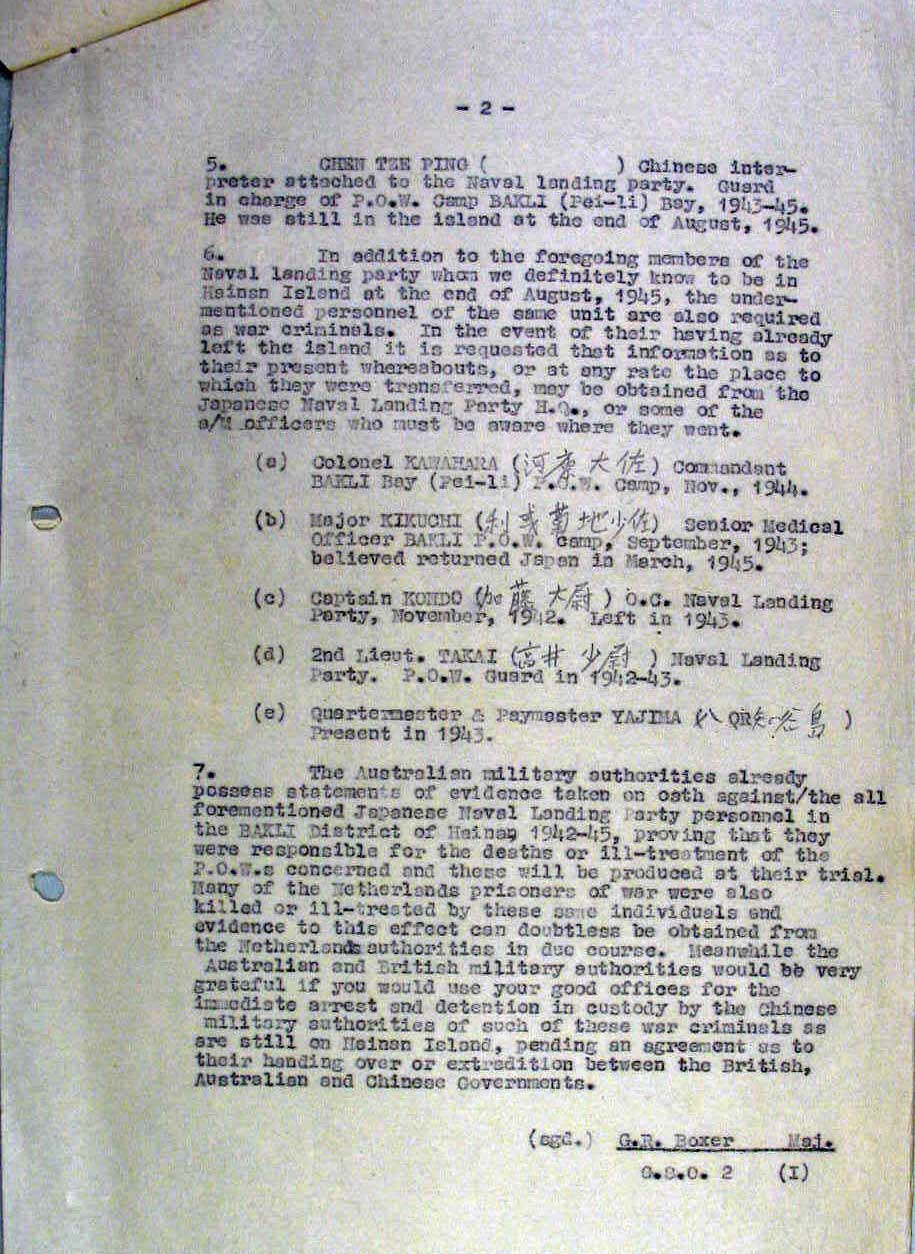 - 2 -
5. CHEN TZE PING ( ) Chinese inter-
preter attached to the Naval landing party. Guard
in charge of P.O.W. Camp BAKLI (Pei-li) Bay, 1943-45.
He was still in the island at the end of August, 1945.
6. In addition to the foregoing members of the
Naval landing party whom we definitely know to be in
Hainan Island at the end of August, 1945, the under-
mentioned personnel of the same unit are also required
as war criminals. In the event of their having already
left the island it is requested that information as to
their present whereabouts, or at any rate the place to
which they were transferred, may be obtained from the
Japanese Naval Landing Party H.Q., or some of the
a/M officers who must be aware where they went.
(a) Colonel KAWAHARA (河原大佐) Commandant
BAKLI Bay (Pei-li) P.O.W. Camp, Nov., 1944.
(b) Major KIKUCHI (利或菊地少佐) Senior Medical
Officer BAKLI P.O.W. Camp, September, 1943;
believed returned Japan in March, 1945.
(c) Captain KONDO (加藤大尉) O.C. Naval Landing
Party, November, 1942. Left in 1943.
(d) 2nd Lieut. TAKAI (高井少尉) Naval Landing
Party. P.O.W. Guard in 1942-43.
(e) Quartermaster & Paymaster YAJIMA (八 OR 島)
Present in 1943.
7. The Australian military authorities already
possess statements of evidence taken on oath against/the all
forementioned Japanese Naval Landing Party personnel in
the BAKLI District of Hainan 1942-45, proving that they
were responsible for the deaths or ill-treatment of the
P.O.W.s concerned and these will be produced at their trial.
Many of the Netherlands prisoners of war were also
killed or ill-treated by these same individuals and
evidence to this effect can doubtless be obtained from
the Netherlands authorities in due course. Meanwhile the
Australian and British military authorities would be very
grateful if you would use your good offices for the
immediate arrest and detention in custody by the Chinese
military authorities of such of these war criminals as
are still on Hainan Island, pending an agreement as to
their handing over or extradition between the British,
Australian and Chinese Governments.
(sgd.) G.R. Boxer Maj.
G.S.O. 2 (I)